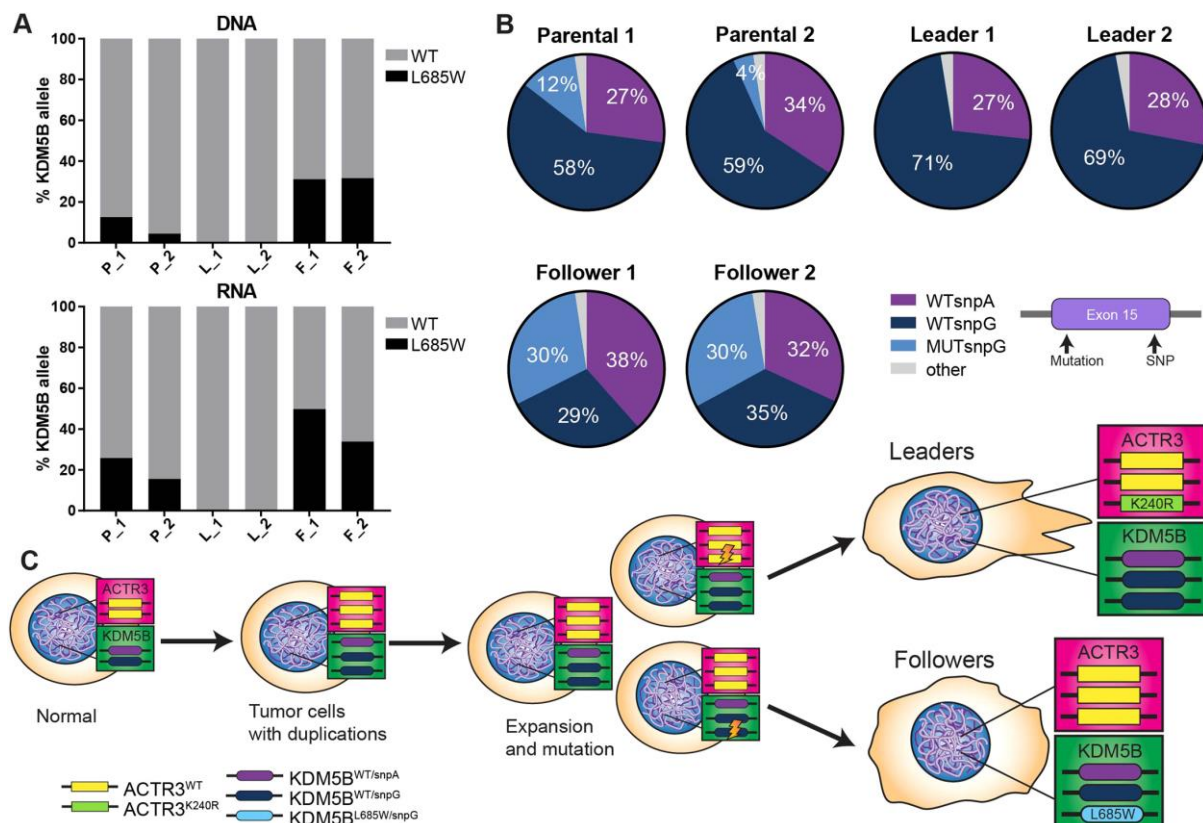 A
DNA
% KDM5B allele
100
80
60
40
20
0
P_1
P_2
L_1
L_2
F_1
F_2
WT
L685W
RNA
% KDM5B allele
100
80
60
40
20
0
P_1
P_2
L_1
L_2
F_1
F_2
WT
L685W
B
Parental 1
12%
27%
58%
Parental 2
4%
34%
59%
Leader 1
27%
71%
Leader 2
28%
69%
Follower 1
30%
38%
29%
Follower 2
30%
32%
35%
WTsnpA
WTsnpG
MUTsnpG
other
Exon 15
Mutation
SNP
C
ACTR3
KDM5B
Normal
Tumor cells
with duplications
Expansion
and mutation
Leaders
ACTR3
K240R
KDM5B
Followers
ACTR3
KDM5B
L685W
ACTR3WT
ACTR3K240R
KDM5BWT/snpA
KDM5BWT/snpG
KDM5BL685W/snpG